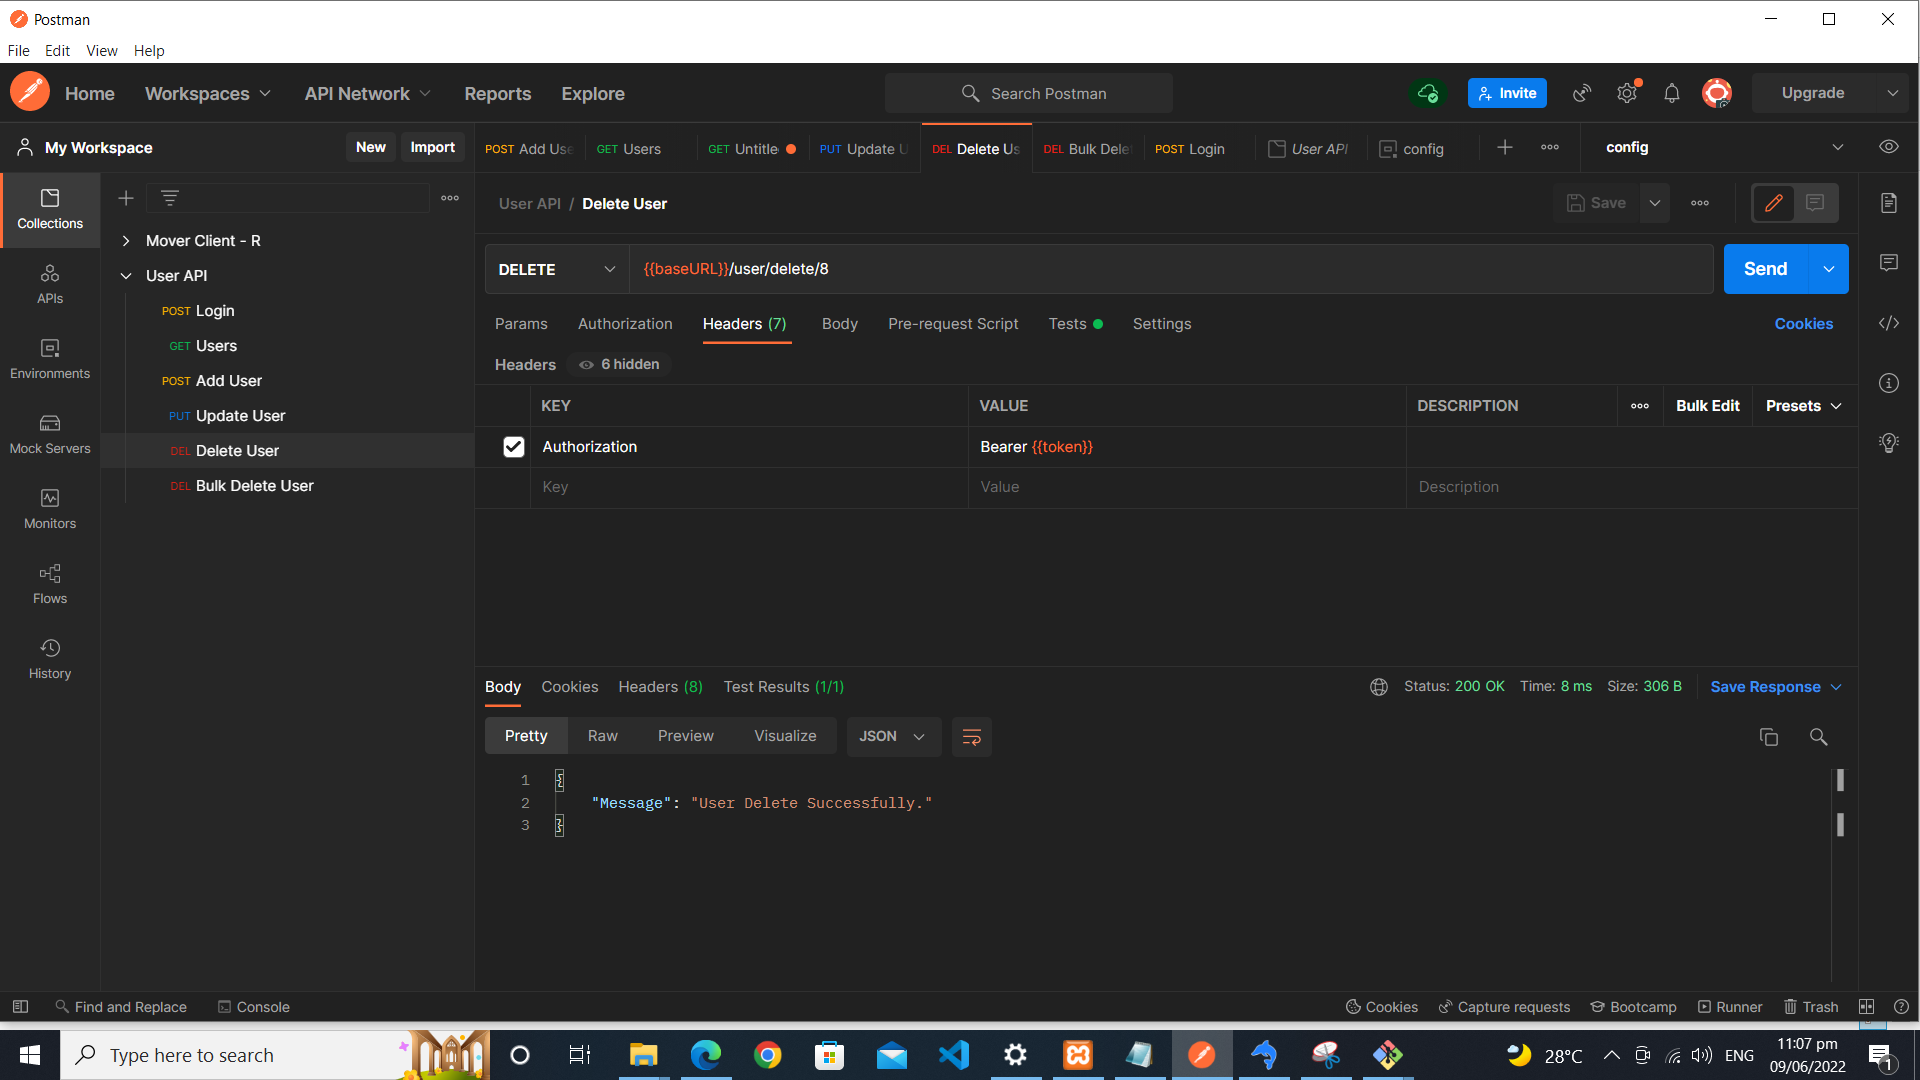 Postman
File Edit View Help
Home Workspaces API Network Reports Explore Search Postman Invite Upgrade
My Workspace New Import
POST Add Use GET Users GET Untitle PUT Update U DEL Delete Us DEL Bulk Delet POST Login User API config config
Collections
APIs
Environments
Mock Servers
Monitors
Flows
History
Mover Client - R
User API
POST Login
GET Users
POST Add User
PUT Update User
DEL Delete User
DEL Bulk Delete User
User API / Delete User Save
DELETE {{baseURL}}/user/delete/8 Send
Params Authorization Headers (7) Body Pre-request Script Tests Settings Cookies
Headers 6 hidden
KEY VALUE DESCRIPTION Bulk Edit Presets
Authorization Bearer {{token}}
Key Value Description
Body Cookies Headers (8) Test Results (1/1) Status: 200 OK Time: 8 ms Size: 306 B Save Response
Pretty Raw Preview Visualize JSON
1 {
2 "Message": "User Delete Successfully."
3 }
Find and Replace Console Cookies Capture requests Bootcamp Runner Trash
Type here to search 28°C ENG 11:07 pm
09/06/2022 1